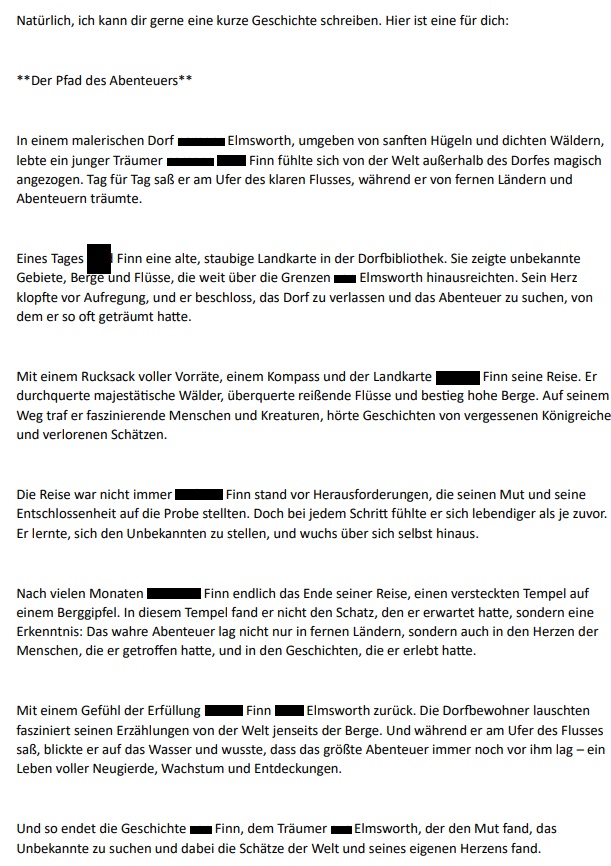 Natürlich, ich kann dir gerne eine kurze Geschichte schreiben. Hier ist eine für dich:
**Der Pfad des Abenteuers**
In einem malerischen Dorf Elmsworth, umgeben von sanften Hügeln und dichten Wäldern,
lebte ein junger Träumer Finn fühlte sich von der Welt außerhalb des Dorfes magisch
angezogen. Tag für Tag saß er am Ufer des klaren Flusses, während er von fernen Ländern und
Abenteuern träumte.
Eines Tages Finn eine alte, staubige Landkarte in der Dorfbibliothek. Sie zeigte unbekannte
Gebiete, Berge und Flüsse, die weit über die Grenzen Elmsworth hinausreichten. Sein Herz
klopfte vor Aufregung, und er beschloss, das Dorf zu verlassen und das Abenteuer zu suchen, von
dem er so oft geträumt hatte.
Mit einem Rucksack voller Vorräte, einem Kompass und der Landkarte Finn seine Reise. Er
durchquerte majestätische Wälder, überquerte reißende Flüsse und bestieg hohe Berge. Auf seinem
Weg traf er faszinierende Menschen und Kreaturen, hörte Geschichten von vergessenen Königreiche
und verlorenen Schätzen.
Die Reise war nicht immer Finn stand vor Herausforderungen, die seinen Mut und seine
Entschlossenheit auf die Probe stellten. Doch bei jedem Schritt fühlte er sich lebendiger als je zuvor.
Er lernte, sich den Unbekannten zu stellen, und wuchs über sich selbst hinaus.
Nach vielen Monaten Finn endlich das Ende seiner Reise, einen versteckten Tempel auf
einem Berggipfel. In diesem Tempel fand er nicht den Schatz, den er erwartet hatte, sondern eine
Erkenntnis: Das wahre Abenteuer lag nicht nur in fernen Ländern, sondern auch in den Herzen der
Menschen, die er getroffen hatte, und in den Geschichten, die er erlebt hatte.
Mit einem Gefühl der Erfüllung Finn Elmsworth zurück. Die Dorfbewohner lauschten
fasziniert seinen Erzählungen von der Welt jenseits der Berge. Und während er am Ufer des Flusses
saß, blickte er auf das Wasser und wusste, dass das größte Abenteuer immer noch vor ihm lag – ein
Leben voller Neugierde, Wachstum und Entdeckungen.
Und so endet die Geschichte Finn, dem Träumer Elmsworth, der den Mut fand, das
Unbekannte zu suchen und dabei die Schätze der Welt und seines eigenen Herzens fand.